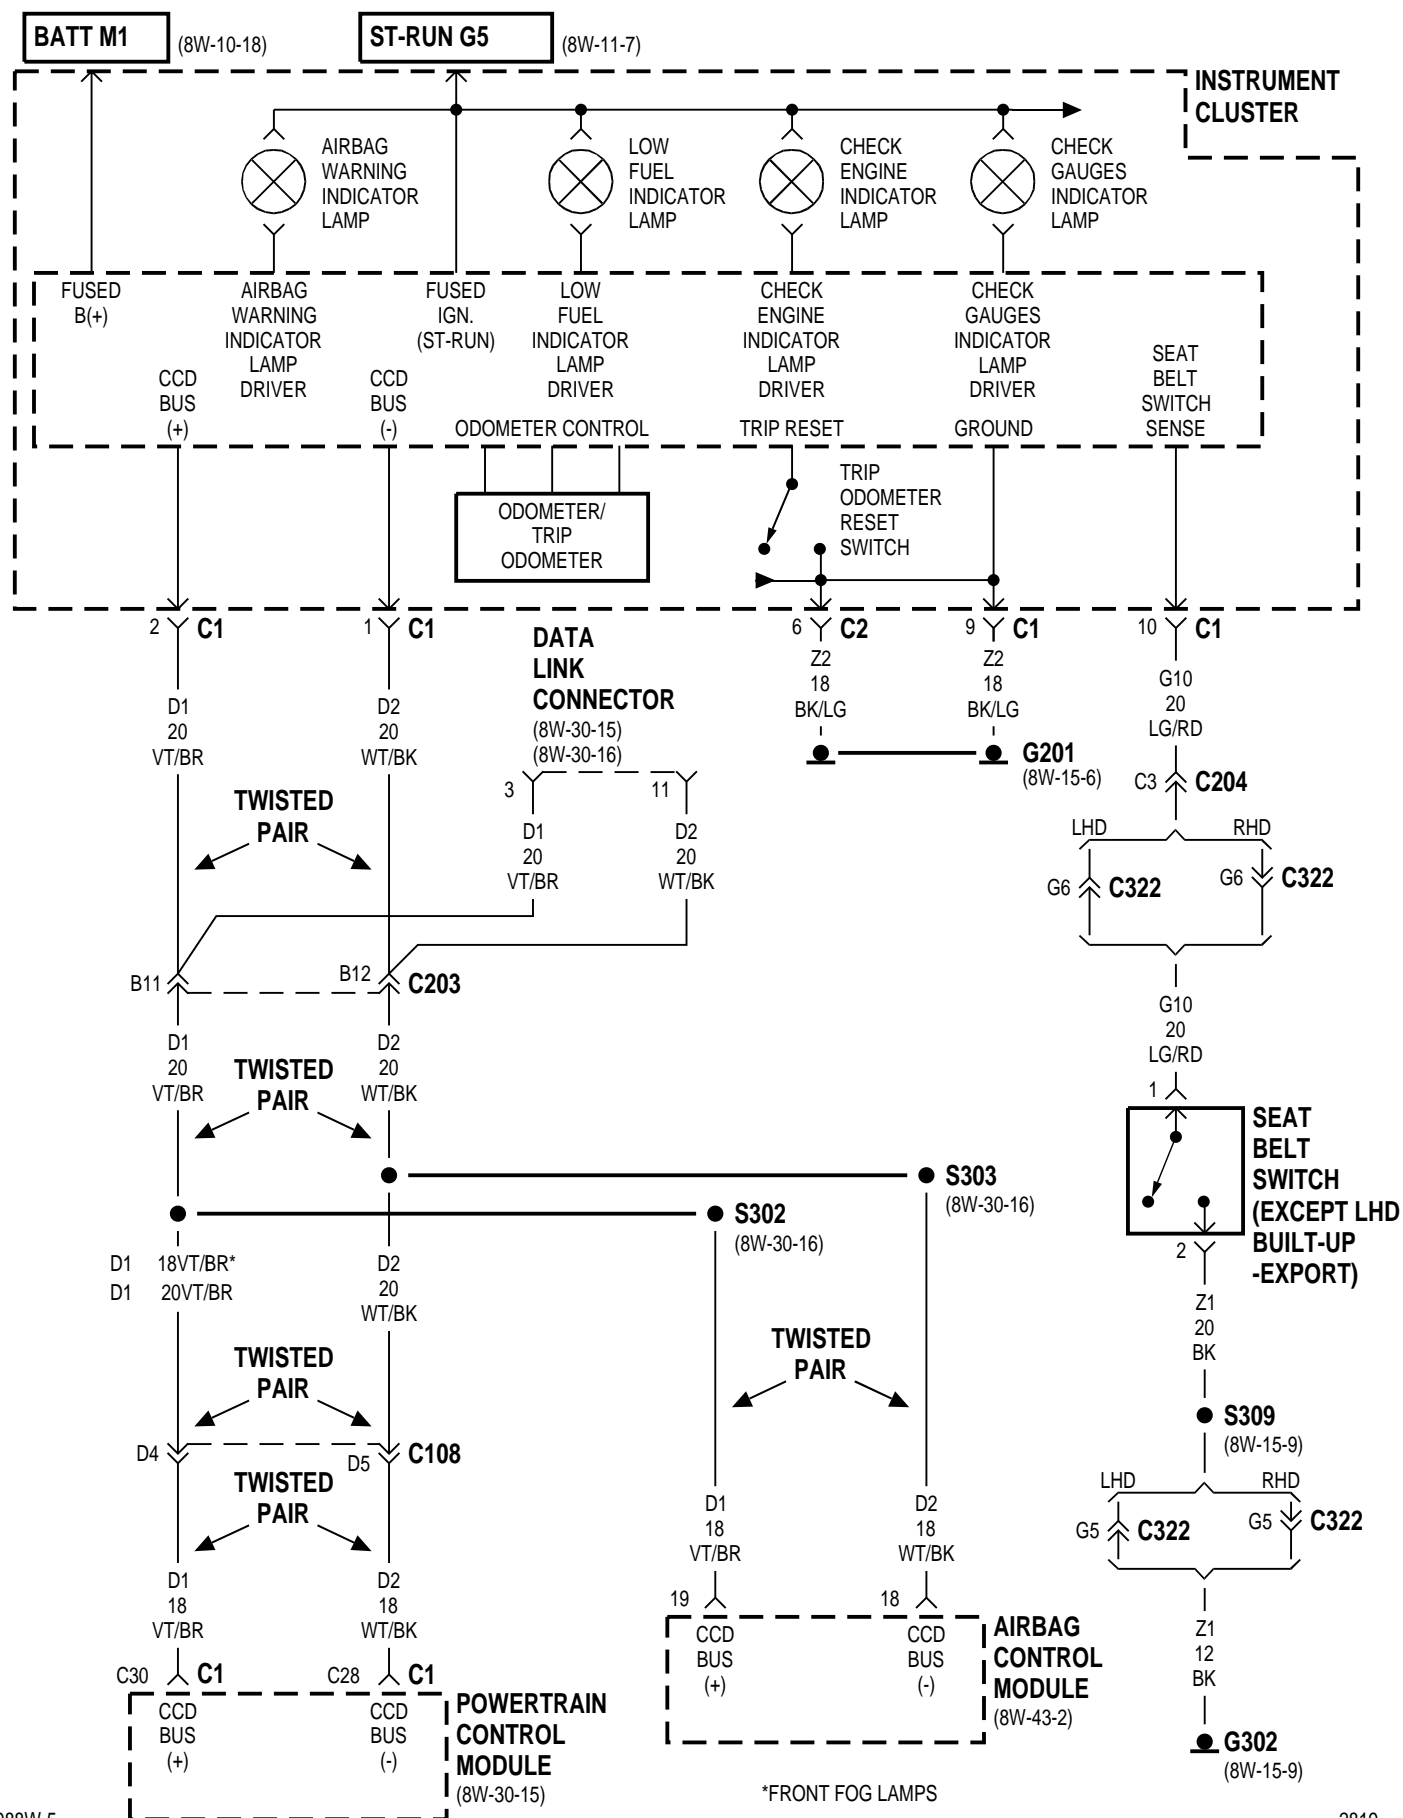 BATT M1
(8W-10-18)
ST-RUN G5
(8W-11-7)
INSTRUMENT
CLUSTER
AIRBAG
WARNING
INDICATOR
LAMP
LOW
FUEL
INDICATOR
LAMP
CHECK
ENGINE
INDICATOR
LAMP
CHECK
GAUGES
INDICATOR
LAMP
FUSED
B(+)
AIRBAG
WARNING
INDICATOR
LAMP
DRIVER
FUSED
IGN.
(ST-RUN)
LOW
FUEL
INDICATOR
LAMP
DRIVER
CHECK
ENGINE
INDICATOR
LAMP
DRIVER
CHECK
GAUGES
INDICATOR
LAMP
DRIVER
SEAT
BELT
SWITCH
SENSE
CCD
BUS
(+)
CCD
BUS
(-)
ODOMETER CONTROL
TRIP RESET
GROUND
ODOMETER/
TRIP
ODOMETER
TRIP
ODOMETER
RESET
SWITCH
2
C1
1
C1
6
C2
9
C1
10
C1
DATA
LINK
CONNECTOR
(8W-30-15)
(8W-30-16)
D1
20
VT/BR
D2
20
WT/BK
Z2
18
BK/LG
Z2
18
BK/LG
G10
20
LG/RD
G201
(8W-15-6)
C3
C204
3
11
TWISTED
PAIR
D1
20
VT/BR
D2
20
WT/BK
LHD
RHD
G6
C322
G6
C322
B11
B12
C203
D1
20
VT/BR
D2
20
WT/BK
TWISTED
PAIR
G10
20
LG/RD
1
SEAT
BELT
SWITCH
(EXCEPT LHD
BUILT-UP
-EXPORT)
2
S303
(8W-30-16)
S302
(8W-30-16)
D1 18VT/BR*
D1 20VT/BR
D2
20
WT/BK
Z1
20
BK
TWISTED
PAIR
TWISTED
PAIR
S309
(8W-15-9)
D4
D5
C108
TWISTED
PAIR
LHD
RHD
G5
C322
G5
C322
D1
18
VT/BR
D2
18
WT/BK
D1
18
VT/BR
D2
18
WT/BK
19
18
CCD
BUS
(+)
CCD
BUS
(-)
AIRBAG
CONTROL
MODULE
(8W-43-2)
Z1
12
BK
G302
(8W-15-9)
C30
C1
C28
C1
CCD
BUS
(+)
CCD
BUS
(-)
POWERTRAIN
CONTROL
MODULE
(8W-30-15)
*FRONT FOG LAMPS